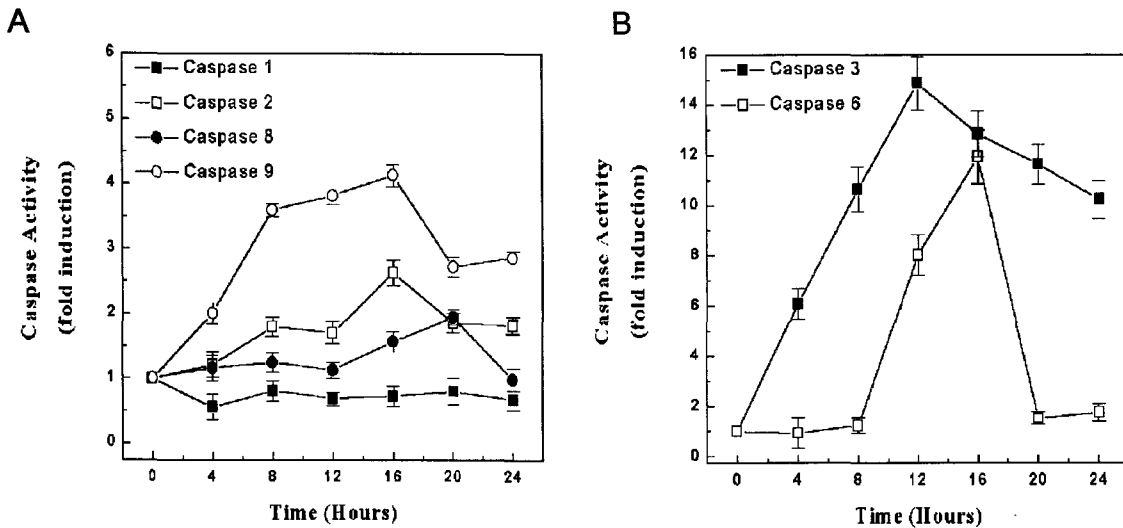 A
Caspase 1
Caspase 2
Caspase 8
Caspase 9
6
5
4
3
2
1
0
Caspase Activity
(fold induction)
0 4 8 12 16 20 24
Time (Hours)
B
Caspase 3
Caspase 6
16
14
12
10
8
6
4
2
0
Caspase Activity
(fold induction)
0 4 8 12 16 20 24
Time (Hours)